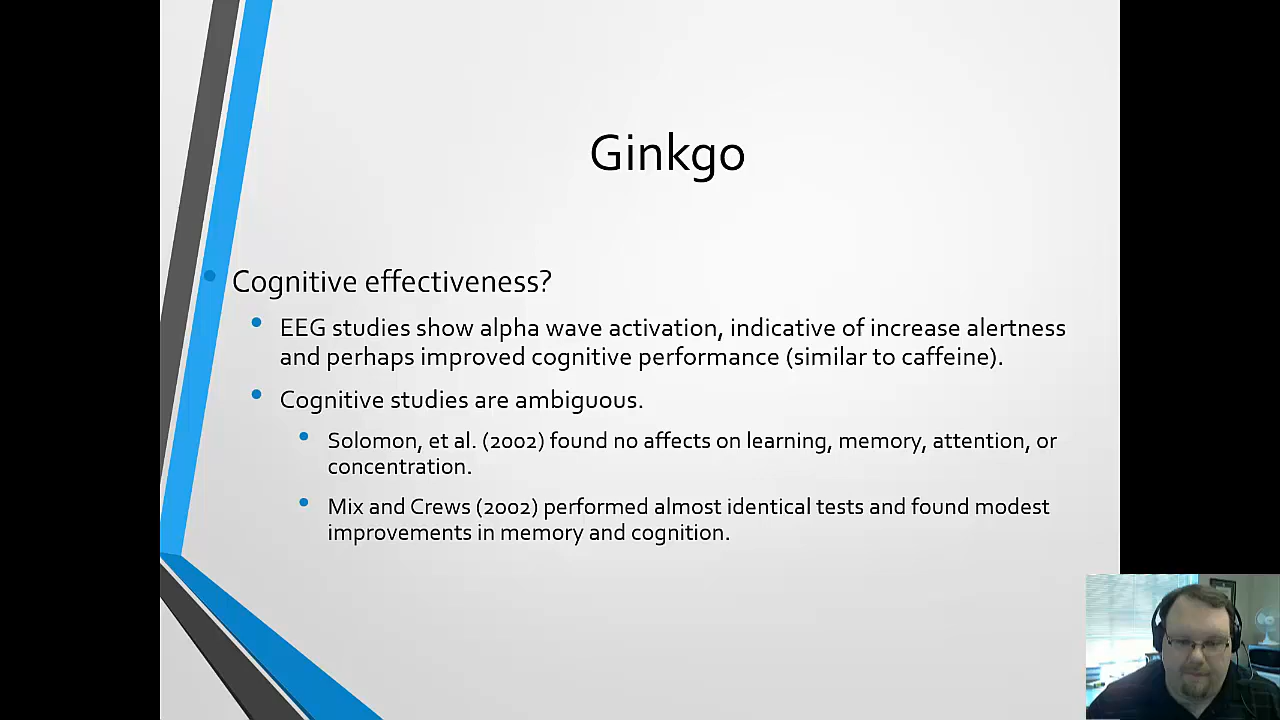 Ginkgo
Cognitive effectiveness?
EEG studies show alpha wave activation, indicative of increase alertness
and perhaps improved cognitive performance (similar to caffeine).
Cognitive studies are ambiguous.
Solomon, et al. (2002) found no affects on learning, memory, attention, or
concentration.
Mix and Crews (2002) performed almost identical tests and found modest
improvements in memory and cognition.